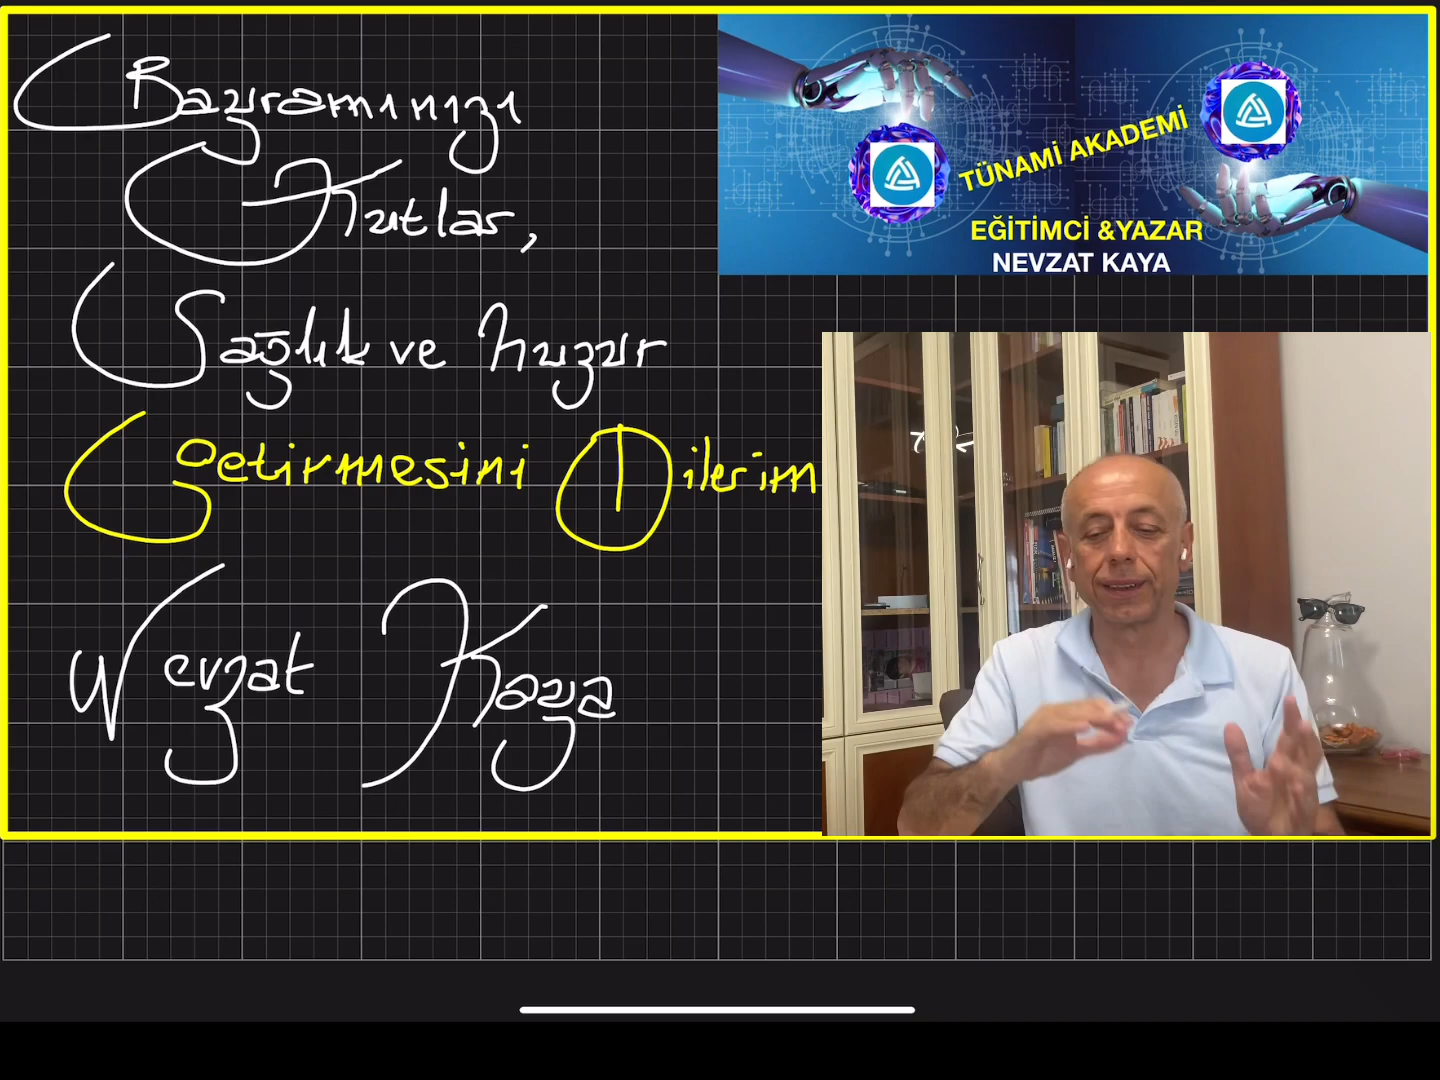 Bayramınızı
Kutlar,
Sağlık ve huzur
getirmesini Dilerim
Nevzat Kaya
TÜNAMİ AKADEMİ
EĞİTİMCİ &YAZAR
NEVZAT KAYA